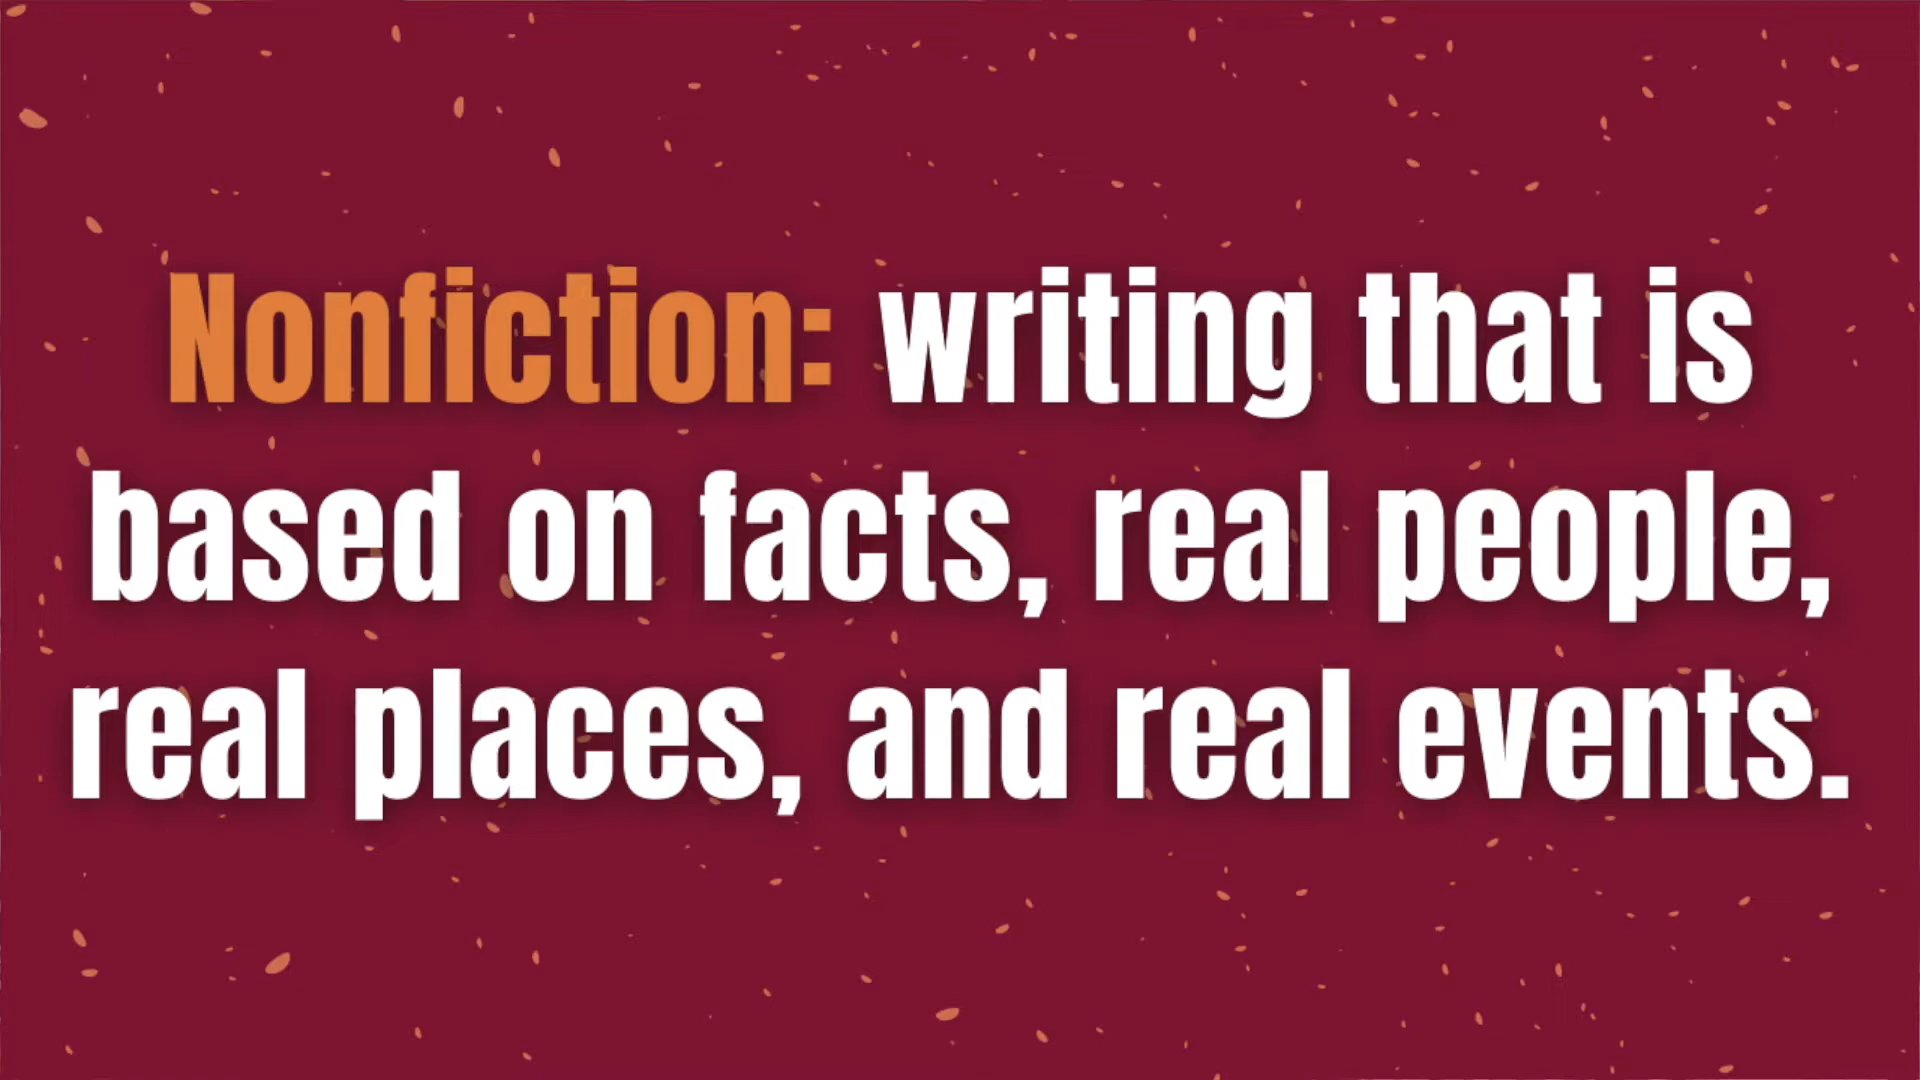 Nonfiction: writing that is
based on facts, real people,
real places, and real events.